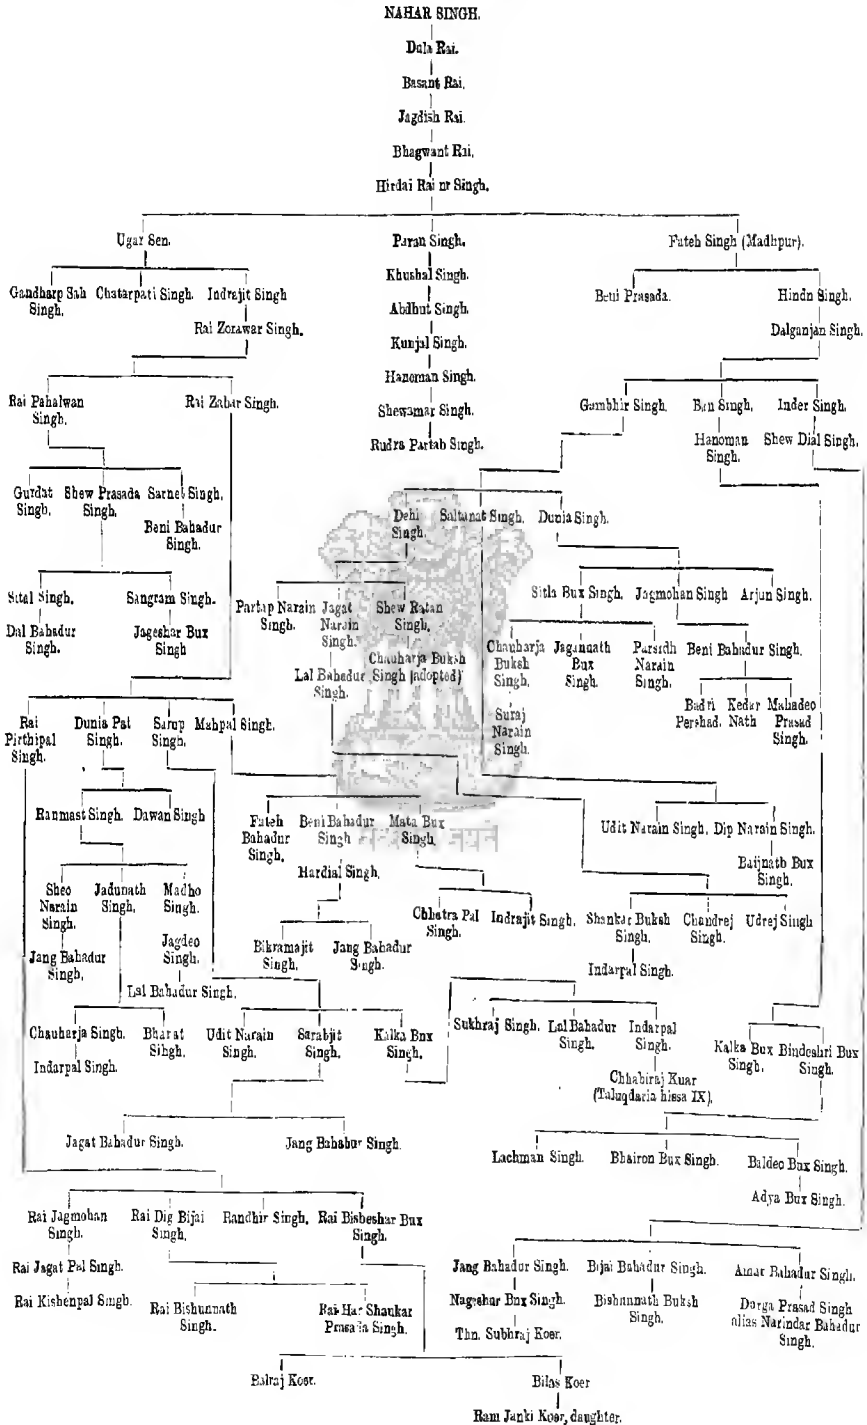 NAHAR SINGH.
Dula Rai.
Basant Rai.
Jagdish Rai.
Bhagwant Rai.
Hirdai Rai or Singh.
Ugar Sen. Paran Singh. Fateh Singh (Madhpur).
Khushal Singh.
Gandharp Sah Chatarpati Singh. Indrajit Singh Beni Prasada. Hindn Singh.
Singh.
Abdhut Singh.
Rai Zorawar Singh. Dalganjan Singh.
Kunjal Singh.
Hanoman Singh.
Rai Pahalwan Rai Zabar Singh. Gambhir Singh. Ban Singh. Inder Singh.
Singh.
Shewamar Singh.
Hanoman Shew Dial Singh.
Singh.
Rudra Partab Singh.
Gurdat Shew Prasada Sarnet Singh.
Singh. Singh.
Beni Bahadur
Singh.
Debi Saltanat Singh. Dunia Singh.
Singh.
Sital Singh. Sangram Singh.
Dal Bahadur Jageshar Bux
Singh. Singh
Sitla Bux Singh. Jagmohan Singh Arjun Singh.
Partap Narain Jagat Shew Ratan
Singh. Narain Singh.
Singh.
Lal Bahadur Chauharja Buksh
Singh. Singh (adopted)
Chauharja Jagannath Parsidh Beni Bahadur Singh.
Buksh Bux Narain
Singh. Singh. Singh.
Suraj
Narain
Singh.
Badri Kedar Mahadeo
Pershad. Nath Prasad
Singh.
Rai Dunia Pat Sarup Mahpal Singh.
Pirthipal Singh. Singh.
Singh.
Ranmast Singh. Dawan Singh
Fateh Beni Bahadur Mata Bux
Bahadur Singh Singh
Singh.
Udit Narain Singh. Dip Narain Singh.
Baijnath Bux
Singh.
Hardial Singh.
Sheo Jadunath Madho
Narain Singh. Singh.
Singh.
Chhatra Pal Indrajit Singh.
Singh.
Shankar Buksh Chandrej Udrej Singh
Singh. Singh.
Jang Bahadur Jagdeo
Singh. Singh.
Bikramajit Jang Bahadur
Singh. Singh.
Indarpal Singh.
Lal Bahadur Singh.
Chauharja Singh. Bharat Udit Narain Sarabjit Kalka Bux
Singh. Singh. Singh. Singh.
Indarpal Singh.
Sukhraj Singh. Lal Bahadur Indarpal
Singh. Singh.
Chhabiraj Kuar
(Taluqdaria hissa IX).
Kalka Bux Bindeshri Bux
Singh. Singh.
Jagat Bahadur Singh. Jang Bahabur Singh.
Lachman Singh. Bhairon Bux Singh. Baldeo Bux Singh.
Adya Bux Singh.
Rai Jagmohan Rai Dig Bijai Randhir Singh. Rai Bisheshar Bux
Singh. Singh. Singh.
Rai Jagat Pal Singh.
Rai Kishenpal Singh.
Rai Bishunnath Rai Har Shankar
Singh. Prasada Singh.
Jang Bahadur Singh. Bijai Bahadur Singh. Amar Bahadur Singh.
Nageshar Bux Singh. Bishunnath Buksh Durga Prasad Singh
Singh. alias Narindar Bahadur
Singh.
Thn. Subhraj Koer.
Balraj Koer. Bilas Koer
Ram Janki Koer, daughter.